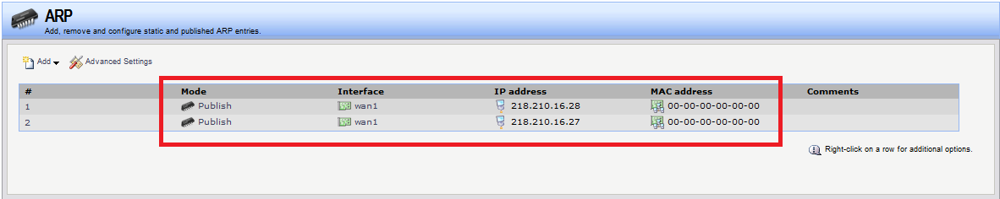 ARP
Add, remove and configure static and published ARP entries.
Add Advanced Settings
# Mode Interface IP address MAC address Comments
1 Publish wan1 218.210.16.28 00-00-00-00-00-00
2 Publish wan1 218.210.16.27 00-00-00-00-00-00
Right-click on a row for additional options.